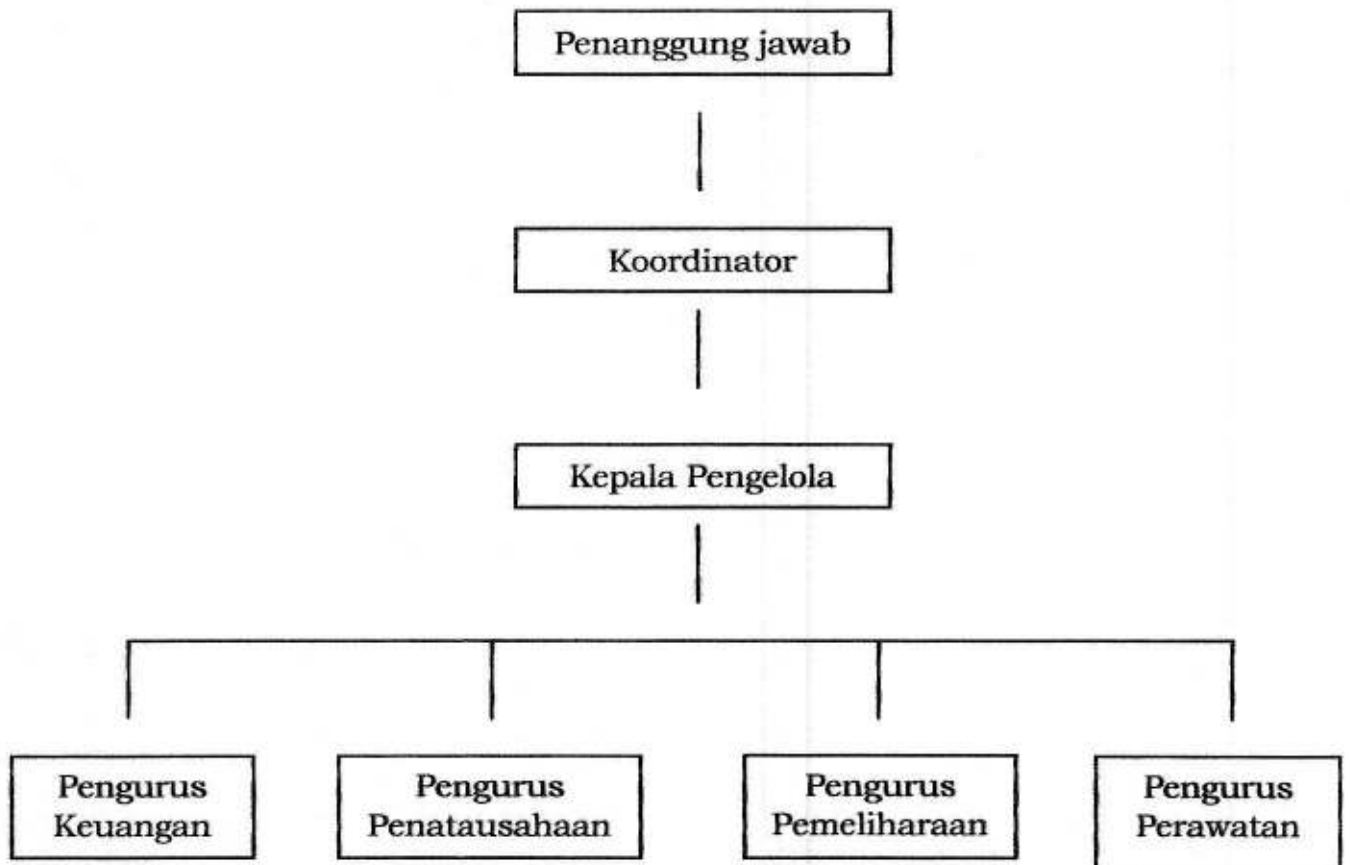 Penanggung jawab
Koordinator
Kepala Pengelola
Pengurus
Keuangan
Pengurus
Penatausahaan
Pengurus
Pemeliharaan
Pengurus
Perawatan